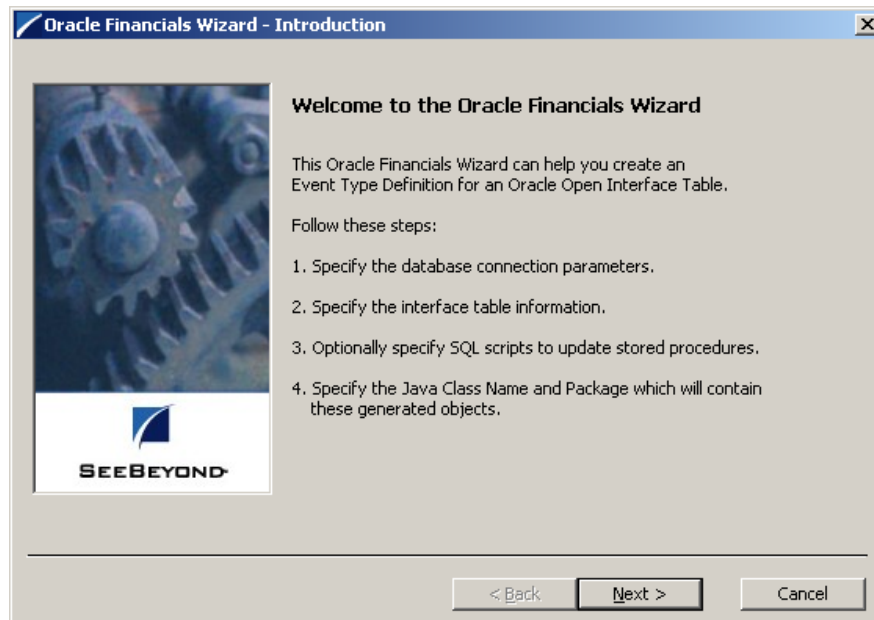 Oracle Financials Wizard - Introduction
Welcome to the Oracle Financials Wizard
This Oracle Financials Wizard can help you create an
Event Type Definition for an Oracle Open Interface Table.
Follow these steps:
1. Specify the database connection parameters.
2. Specify the interface table information.
3. Optionally specify SQL scripts to update stored procedures.
4. Specify the Java Class Name and Package which will contain
these generated objects.
SEEBEYOND
< Back
Next >
Cancel